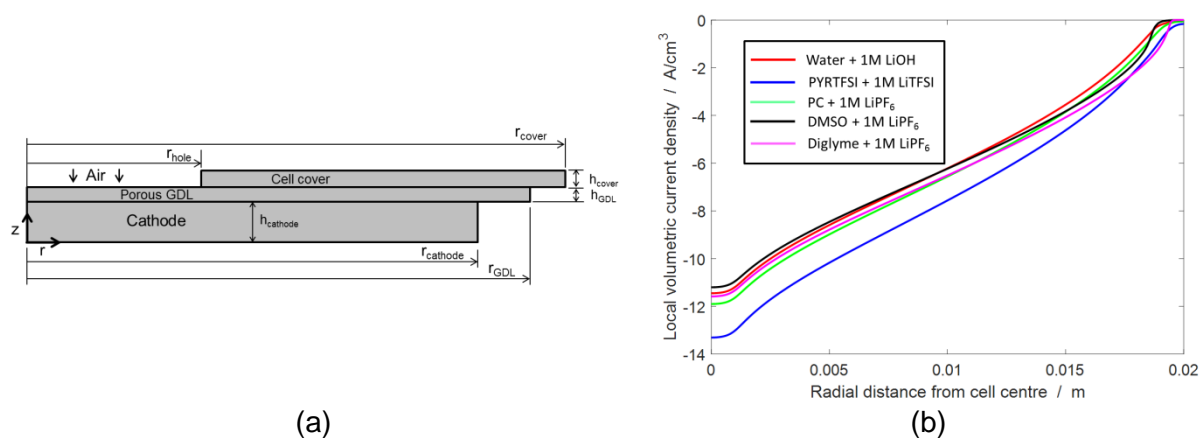 r_cover
r_hole
↓ Air ↓
Cell cover
h_cover
Porous GDL
h_GDL
Cathode
h_cathode
z
r
r_cathode
r_GDL
(a)
0
-2
-4
-6
-8
-10
-12
-14
Local volumetric current density / A/cm³
Water + 1M LiOH
PYRTFSI + 1M LiTFSI
PC + 1M LiPF₆
DMSO + 1M LiPF₆
Diglyme + 1M LiPF₆
0 0.005 0.01 0.015 0.02
Radial distance from cell centre / m
(b)